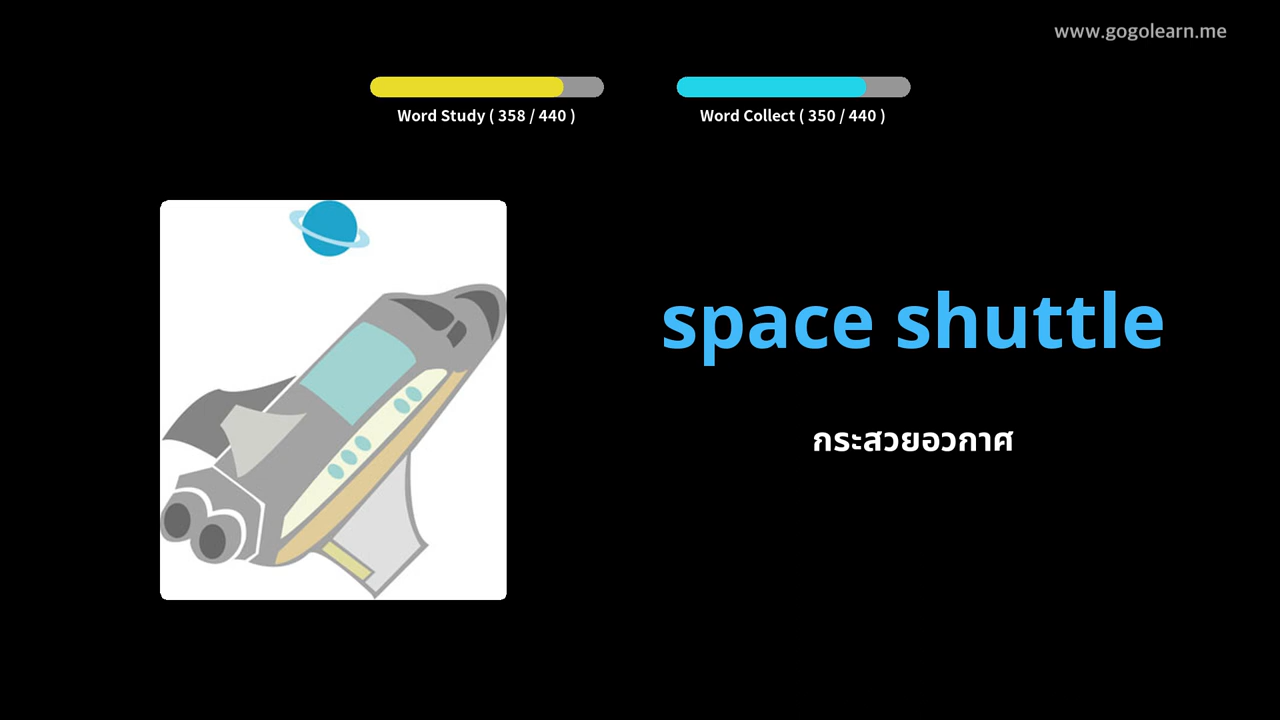 www.gogolearn.me
Word Study ( 358 / 440 )
Word Collect ( 350 / 440 )
space shuttle
กระสวยอวกาศ